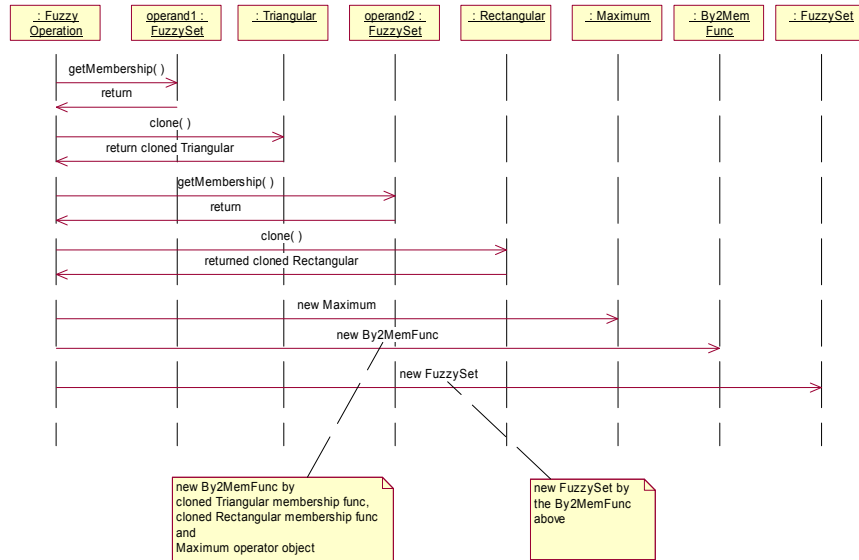 : Fuzzy
Operation
operand1 :
FuzzySet
: Triangular
operand2 :
FuzzySet
: Rectangular
: Maximum
: By2Mem
Func
: FuzzySet
getMembership( )
return
clone( )
return cloned Triangular
getMembership( )
return
clone( )
returned cloned Rectangular
new Maximum
new By2MemFunc
new FuzzySet
new By2MemFunc by
cloned Triangular membership func,
cloned Rectangular membership func
and
Maximum operator object
new FuzzySet by
the By2MemFunc
above